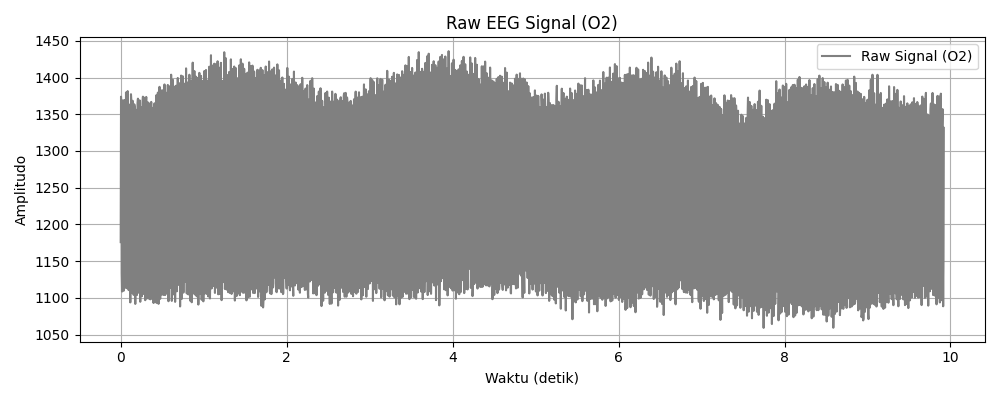 Raw EEG Signal (O2)
Raw Signal (O2)
Amplitudo
1450
1400
1350
1300
1250
1200
1150
1100
1050
0 2 4 6 8 10
Waktu (detik)